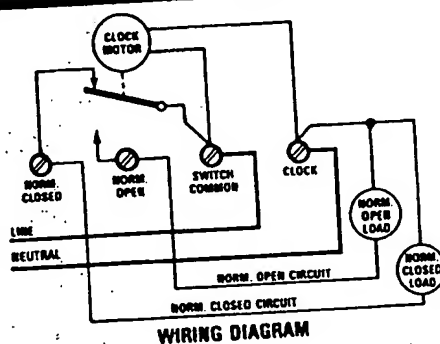 CLOCK
MOTOR
NORM.
CLOSED
NORM.
OPEN
SWITCH
COMMON
CLOCK
NORM.
OPEN
LOAD
LINE
NEUTRAL
NORM.
CLOSED
LOAD
NORM. OPEN CIRCUIT
NORM. CLOSED CIRCUIT
WIRING DIAGRAM